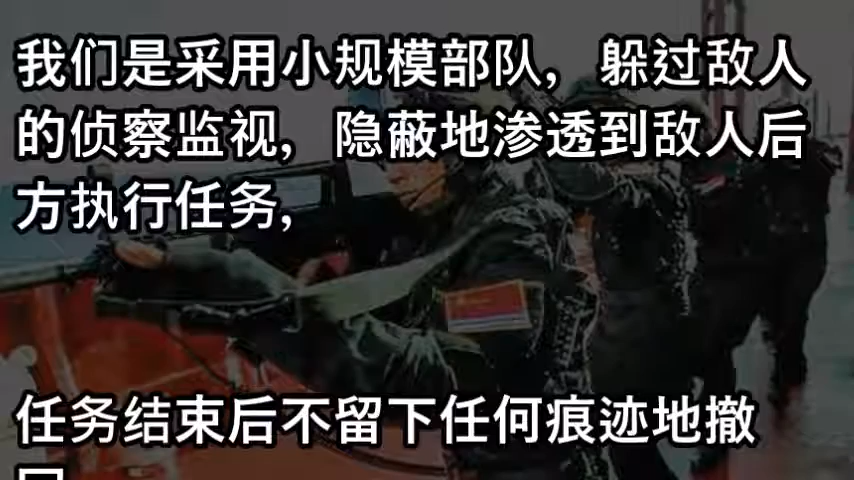 我们是采用小规模部队，躲过敌人
的侦察监视，隐蔽地渗透到敌人后
方执行任务，
任务结束后不留下任何痕迹地撤